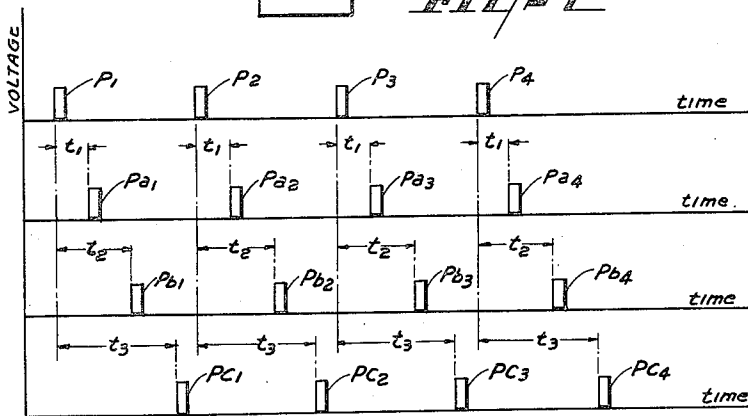 VOLTAGE
P1 P2 P3 P4
time
t1 t1 t1 t1
Pa1 Pa2 Pa3 Pa4
time.
t2 t2 t2 t2
Pb1 Pb2 Pb3 Pb4
time
t3 t3 t3 t3
PC1 PC2 PC3 PC4
time